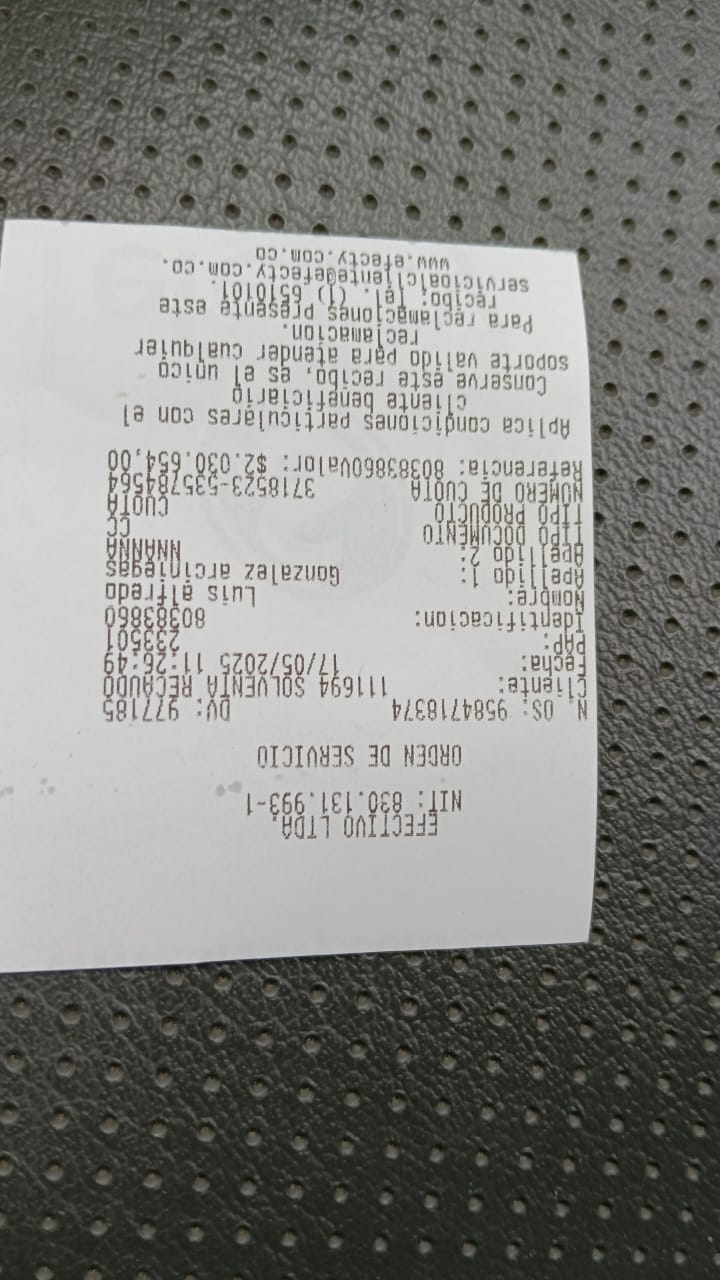 EFECTIVO LTDA.
NIT: 830.131.993-1
ORDEN DE SERVICIO
N. OS: 9584718374 DV: 977185
Cliente: 111694 SOLVENTA RECAUDO
Fecha: 17/05/2025 11:26:49
PAP: 233501
Identificacion: 80383860
Nombre: Luis alfredo
Apellido 1: Gonzalez arciniegas
Apellido 2: NNANNA
TIPO DOCUMENTO CC
TIPO PRODUCTO CUOTA
NUMERO DE CUOTA 3718523-535784564
Referencia: 80383860Valor: $2.030.654,00
Aplica condiciones particulares con el
cliente beneficiario
Conserve este recibo, es el unico
soporte valido para atender cualquier
reclamacion.
Para reclamaciones presente este
recibo: Tel. (1) 6510101.
servicioalcliente@efecty.com.co.
www.efecty.com.co